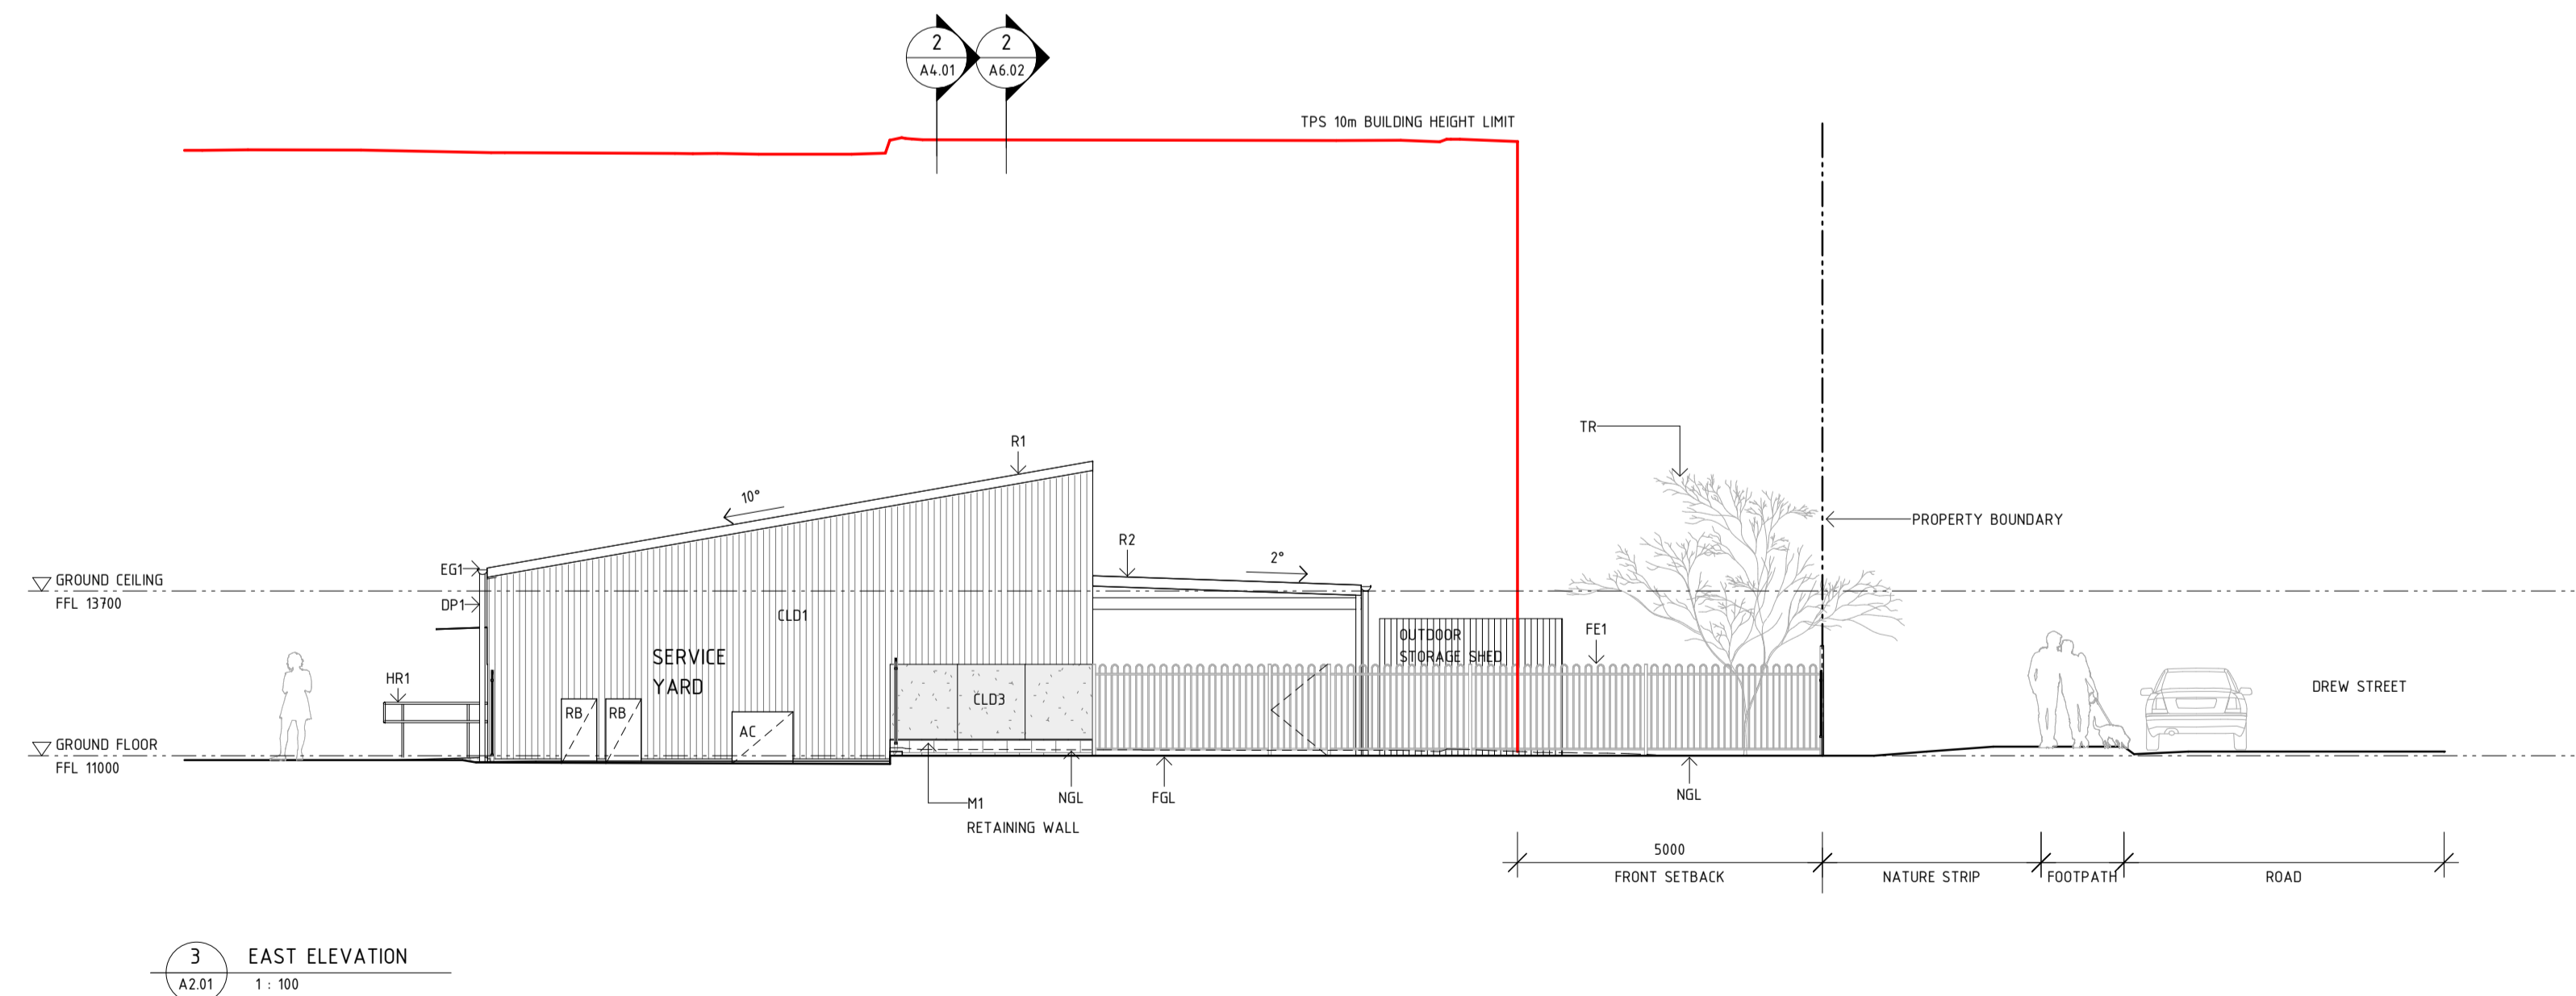 2
A4.01
2
A6.02
TPS 10m BUILDING HEIGHT LIMIT
TR
R1
10°
PROPERTY BOUNDARY
R2
2°
EG1
GROUND CEILING
FFL 13700
DP1
CLD1
FE1
OUTDOOR
STORAGE SHED
SERVICE
YARD
HR1
DREW STREET
CLD3
RB
RB
AC
GROUND FLOOR
FFL 11000
M1
NGL
FGL
NGL
RETAINING WALL
5000
FRONT SETBACK
NATURE STRIP
FOOTPATH
ROAD
3
A2.01
EAST ELEVATION
1 : 100